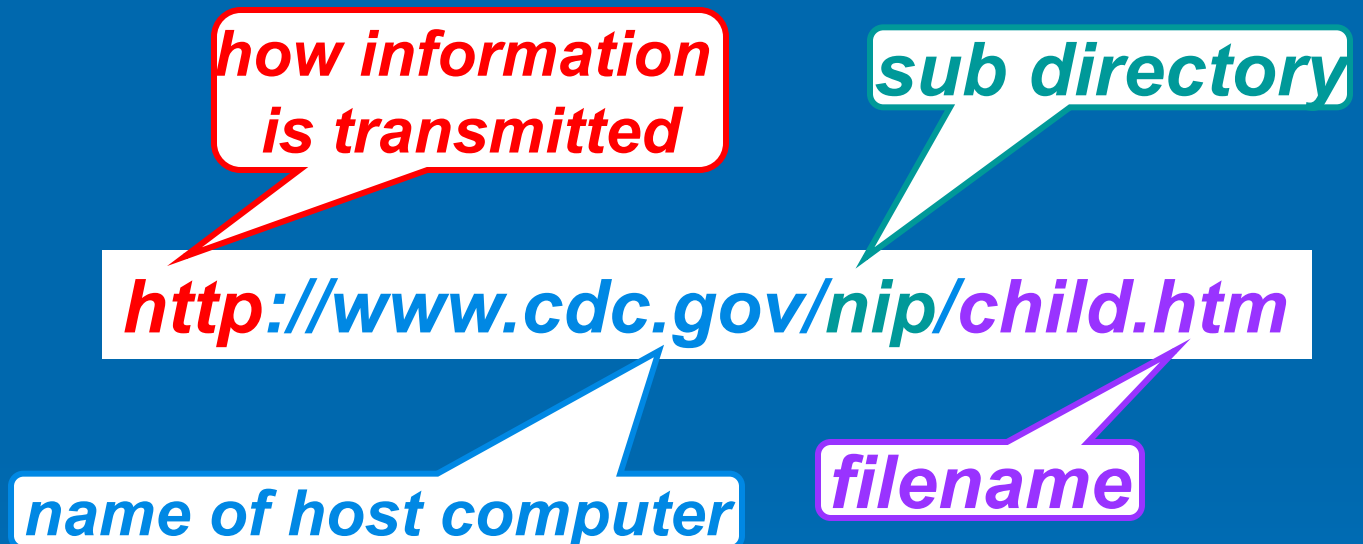 how information
is transmitted
sub directory
http://www.cdc.gov/nip/child.htm
name of host computer
filename